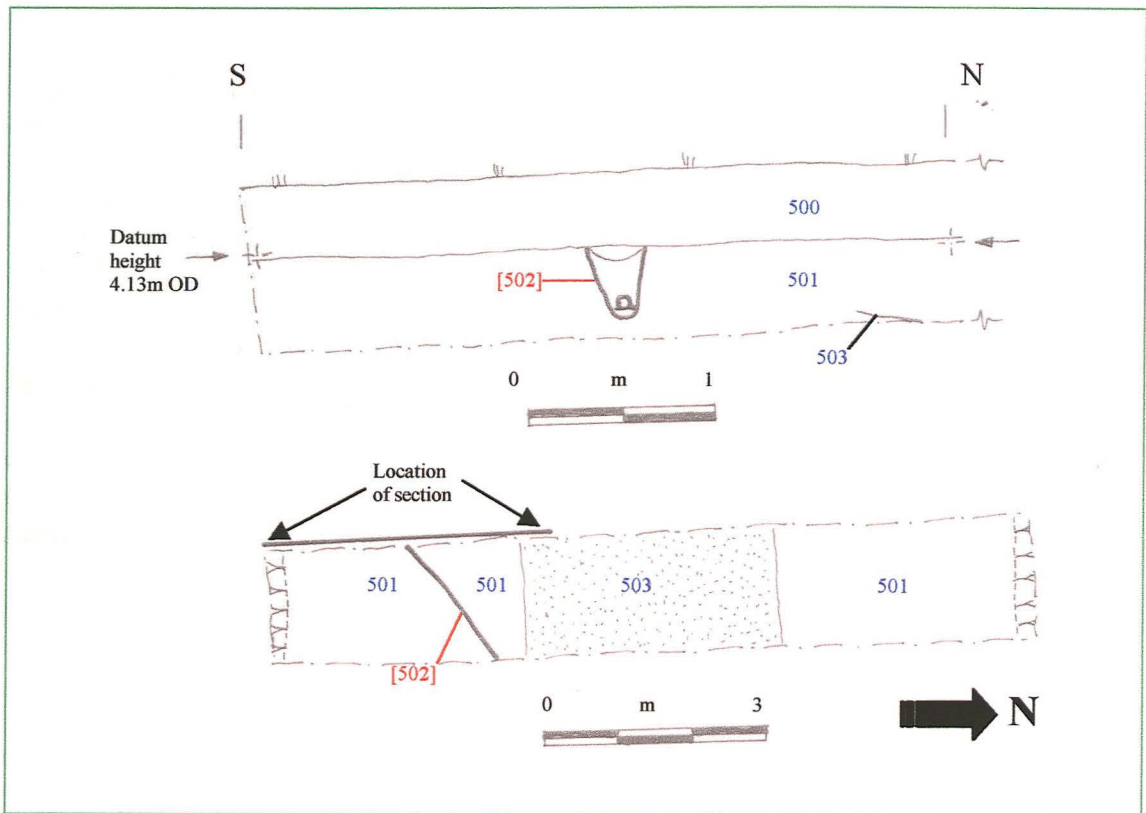 S
N
500
Datum
height
4.13m OD
[502]
501
503
0 m 1
Location
of section
501
501
503
501
[502]
0 m 3
N